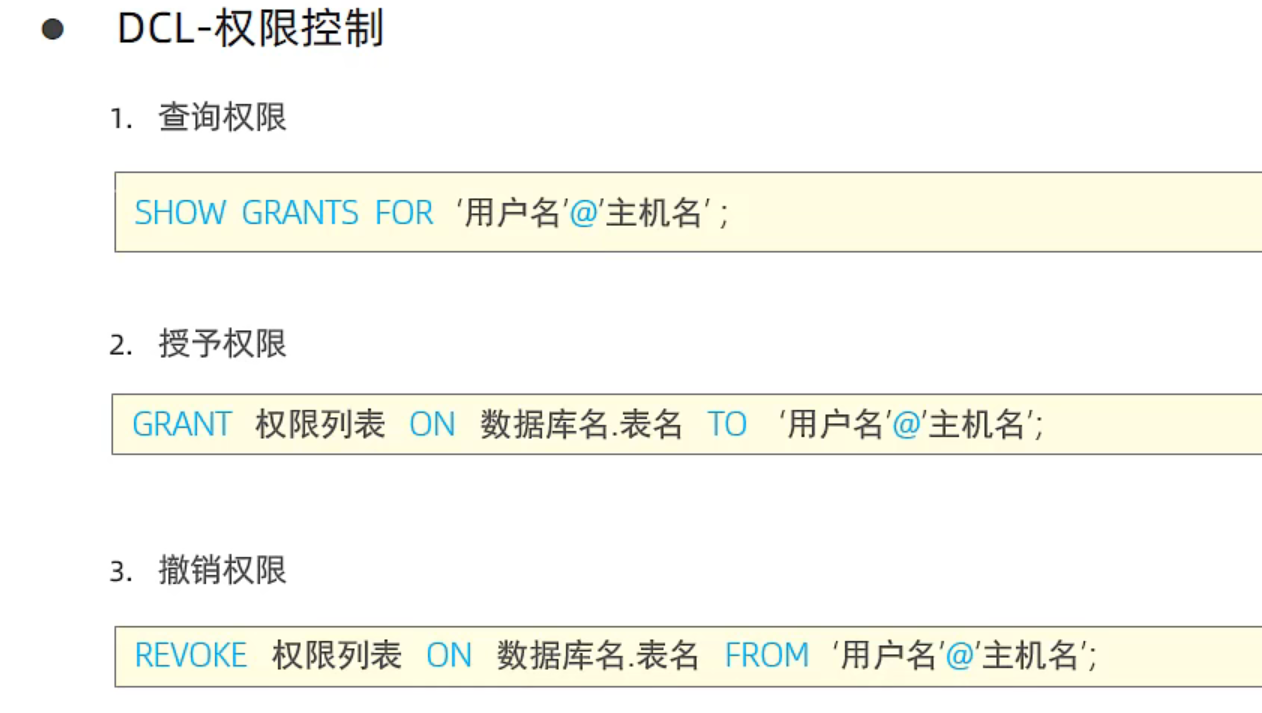 ● DCL-权限控制
1. 查询权限
SHOW GRANTS FOR ‘用户名’@’主机名’ ;
2. 授予权限
GRANT 权限列表 ON 数据库名.表名 TO ‘用户名’@’主机名’;
3. 撤销权限
REVOKE 权限列表 ON 数据库名.表名 FROM ‘用户名’@’主机名’;